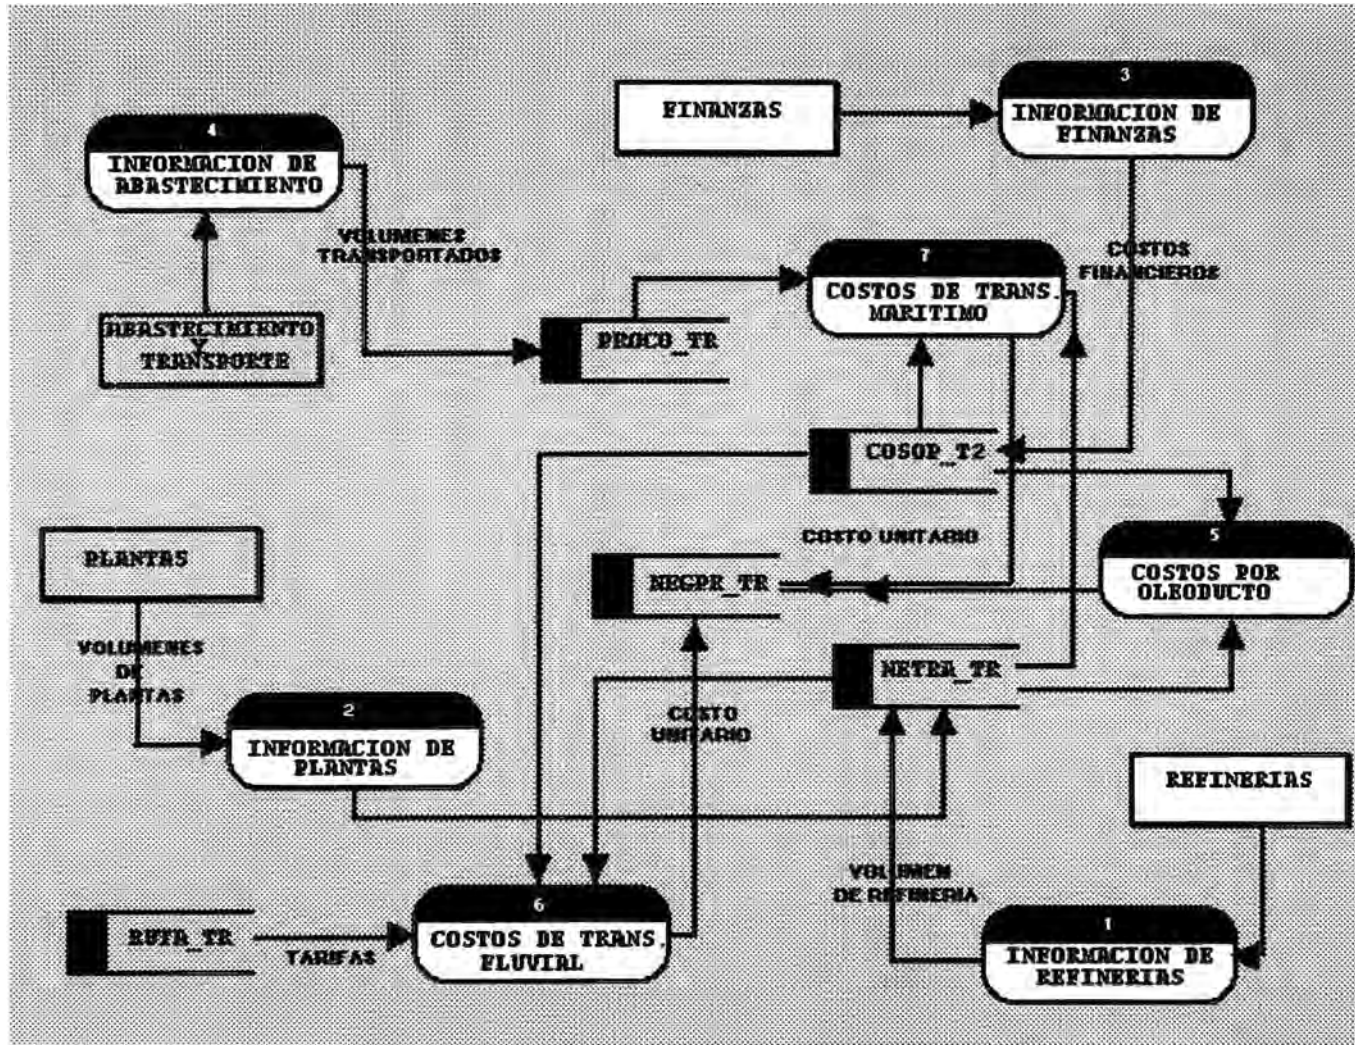 3
FINANZAS
INFORMACION DE
FINANZAS
4
INFORMACION DE
ABASTECIMIENTO
VOLUMENES
TRANSPORTADOS
7
COSTOS DE TRANS.
MARITIMO
COSTOS
FINANCIEROS
ABASTECIMIENTO
Y
TRANSPORTE
PROCO_TR
COSOP_T2
COSTO UNITARIO
5
COSTOS POR
OLEODUCTO
PLANTAS
NEGPR_TR
VOLUMENES
DE
PLANTAS
NETRA_TR
2
INFORMACION DE
PLANTAS
COSTO
UNITARIO
REFINERIAS
VOLUMEN
DE REFINERIA
6
COSTOS DE TRANS.
FLUVIAL
RUTA_TR
TARIFAS
1
INFORMACION DE
REFINERIAS